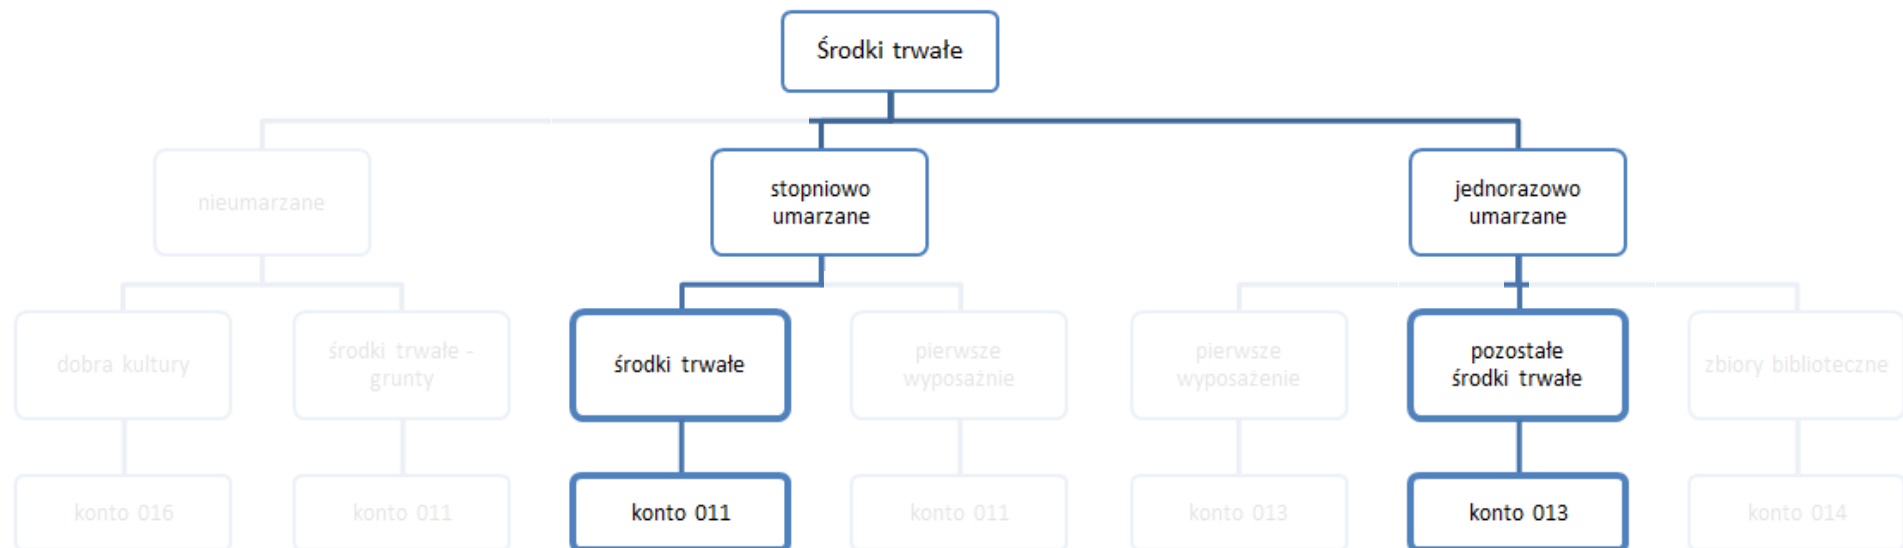 Środki trwałe
nieumarzane
stopniowo
umarzane
jednorazowo
umarzane
dobra kultury
środki trwałe -
grunty
środki trwałe
pierwsze
wyposaźnie
pierwsze
wyposażenie
pozostałe
środki trwałe
zbiory biblioteczne
konto 016
konto 011
konto 011
konto 011
konto 013
konto 013
konto 014